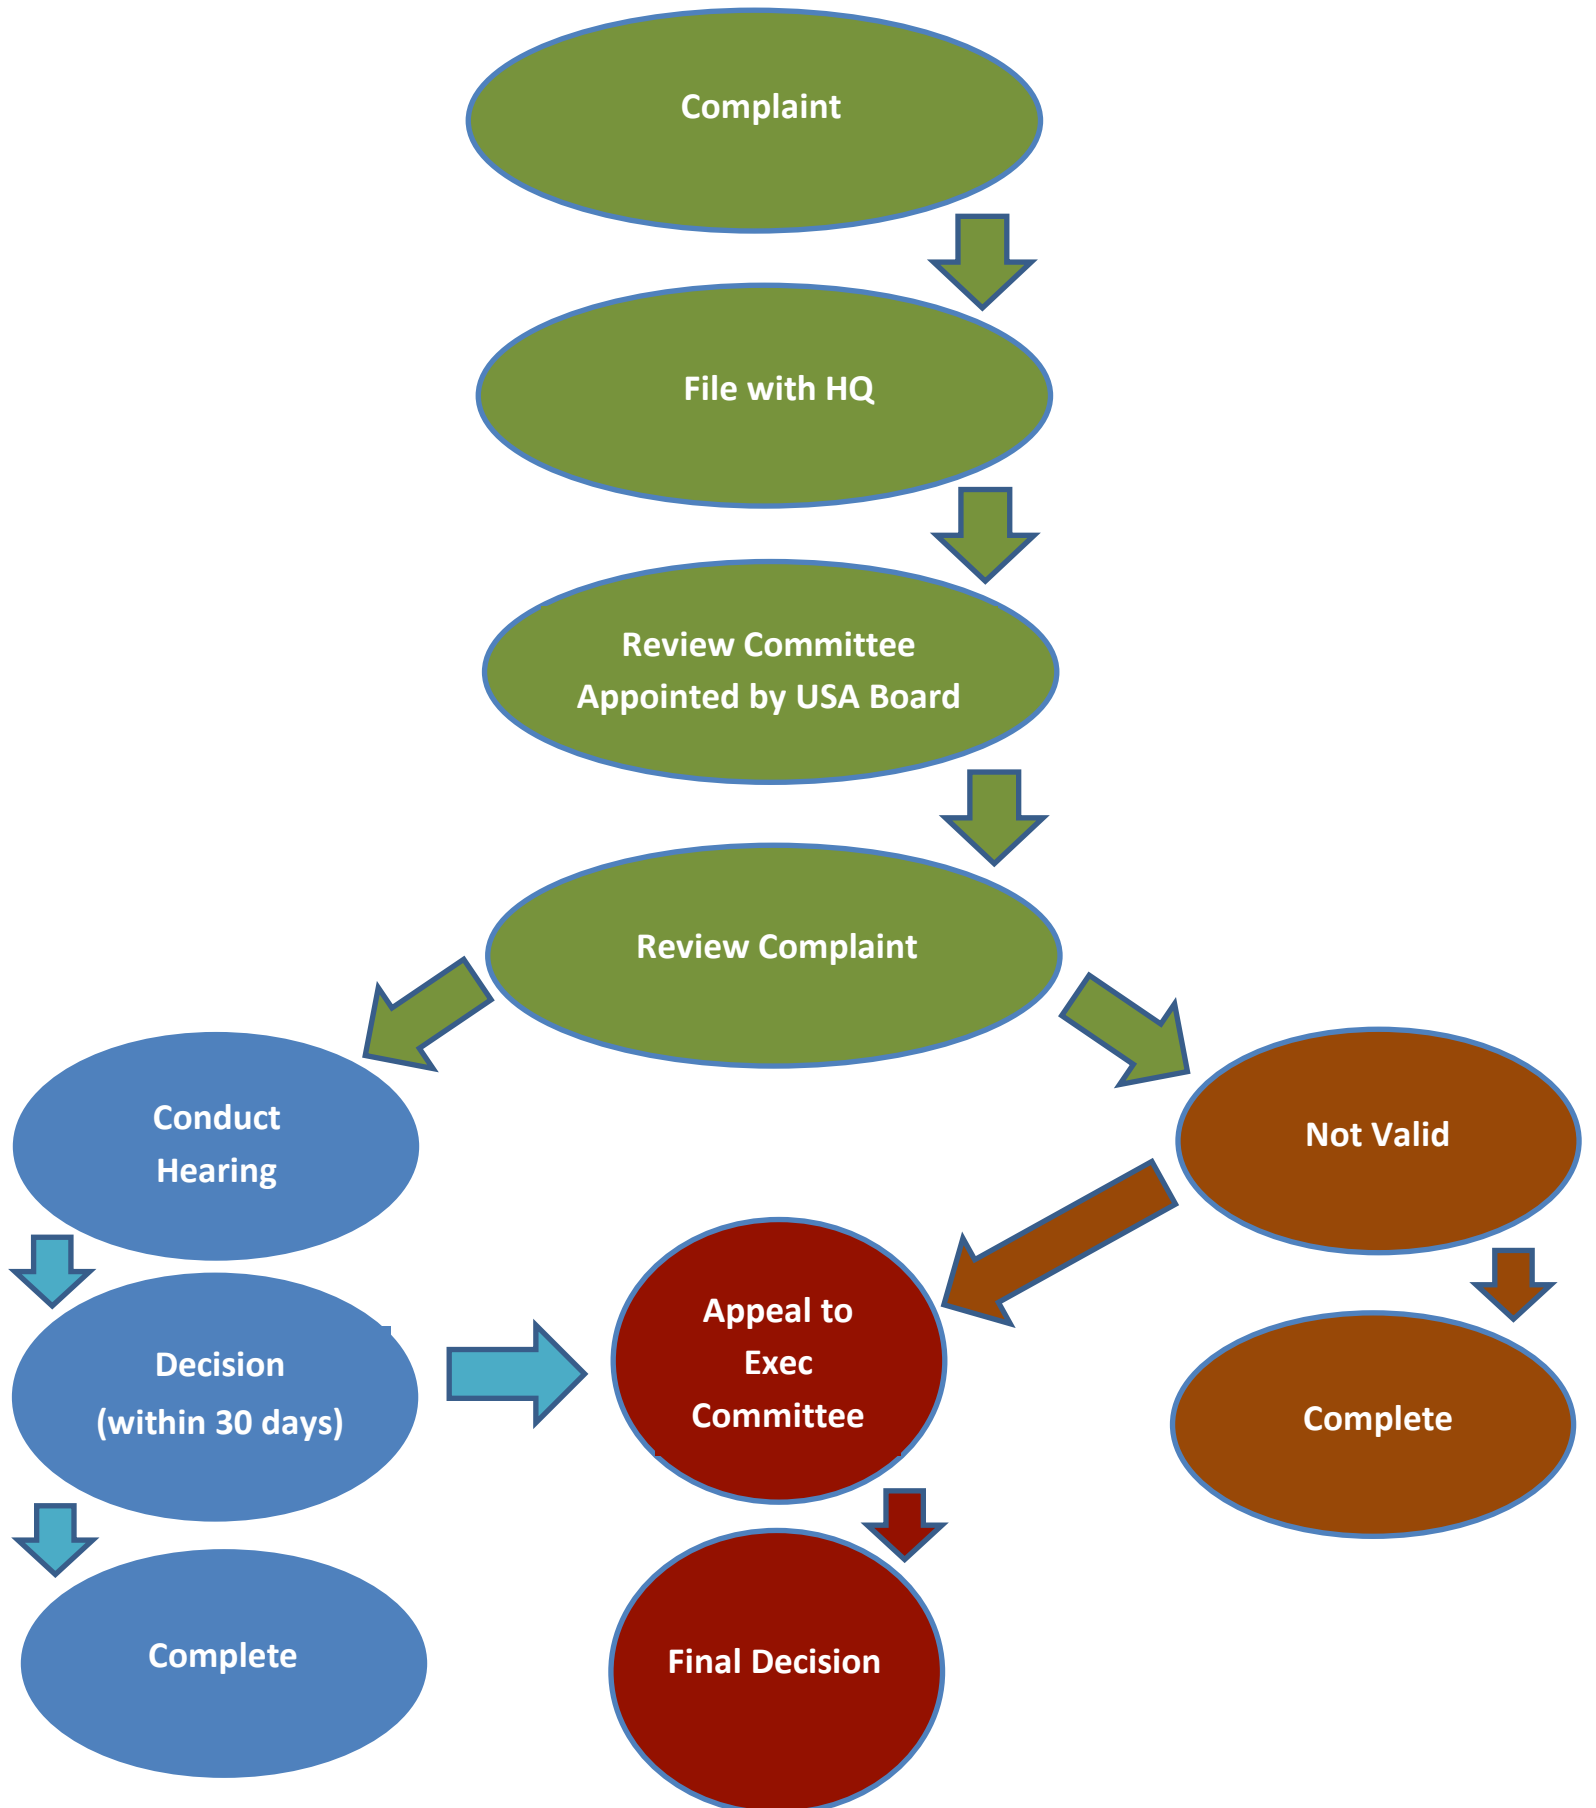 Complaint
File with HQ
Review Committee
Appointed by USA Board
Review Complaint
Conduct
Hearing
Not Valid
Decision
(within 30 days)
Appeal to
Exec
Committee
Complete
Complete
Final Decision